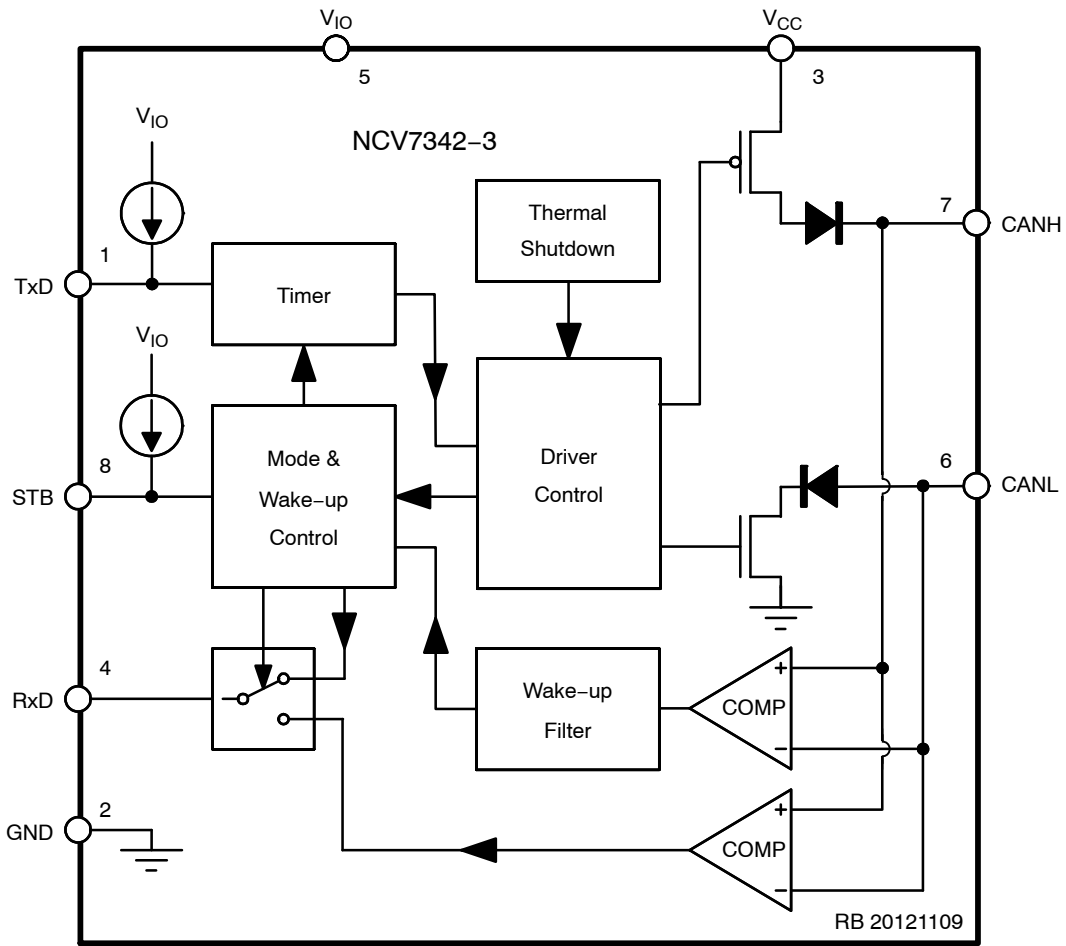 VIO
VCC
5
3
VIO
NCV7342−3
Thermal
Shutdown
7
CANH
1
TxD
Timer
VIO
Mode &
Wake−up
Control
Driver
Control
8
STB
6
CANL
4
RxD
Wake−up
Filter
+
COMP
−
2
GND
+
COMP
−
RB 20121109